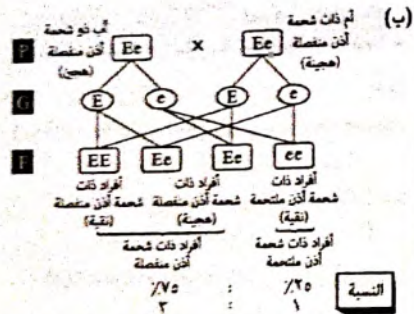 (ب)
أم ذات شحمة
أذن منفصلة
(هجينة)
Ee
×
Ee
أب ذو شحمة
أذن منفصلة
(هجين)
P
G
E e E e
F
EE Ee Ee ee
أفراد ذات شحمة أذن منفصلة (نقية)
أفراد ذات شحمة أذن منفصلة (هجينة)
أفراد ذات شحمة أذن ملتحمة (نقية)
أفراد ذات شحمة أذن منفصلة
أفراد ذات شحمة أذن ملتحمة
النسبة
٪٢٥ : ٪٧٥
١ : ٣